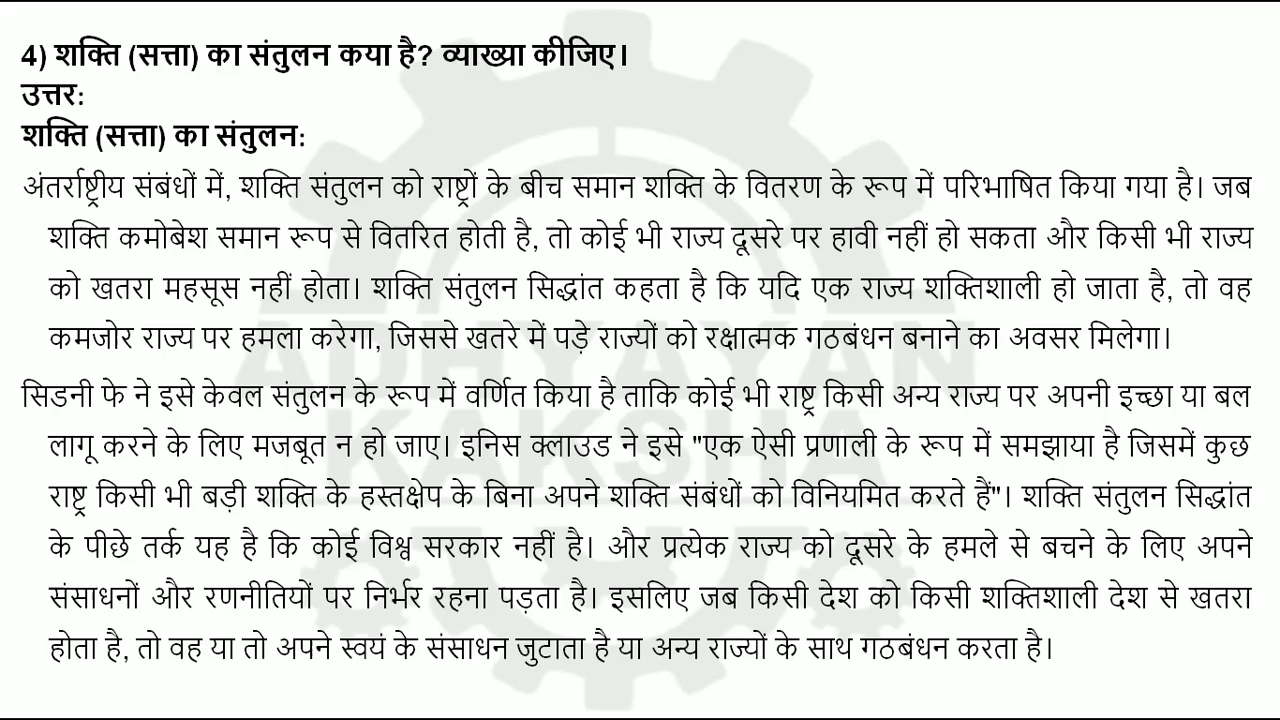 4) शक्ति (सत्ता) का संतुलन कया है? व्याख्या कीजिए।
उत्तर:
शक्ति (सत्ता) का संतुलन:
अंतर्राष्ट्रीय संबंधों में, शक्ति संतुलन को राष्ट्रों के बीच समान शक्ति के वितरण के रूप में परिभाषित किया गया है। जब
शक्ति कमोबेश समान रूप से वितरित होती है, तो कोई भी राज्य दूसरे पर हावी नहीं हो सकता और किसी भी राज्य
को खतरा महसूस नहीं होता। शक्ति संतुलन सिद्धांत कहता है कि यदि एक राज्य शक्तिशाली हो जाता है, तो वह
कमजोर राज्य पर हमला करेगा, जिससे खतरे में पड़े राज्यों को रक्षात्मक गठबंधन बनाने का अवसर मिलेगा।
सिडनी फे ने इसे केवल संतुलन के रूप में वर्णित किया है ताकि कोई भी राष्ट्र किसी अन्य राज्य पर अपनी इच्छा या बल
लागू करने के लिए मजबूत न हो जाए। इनिस क्लाउड ने इसे "एक ऐसी प्रणाली के रूप में समझाया है जिसमें कुछ
राष्ट्र किसी भी बड़ी शक्ति के हस्तक्षेप के बिना अपने शक्ति संबंधों को विनियमित करते हैं"। शक्ति संतुलन सिद्धांत
के पीछे तर्क यह है कि कोई विश्व सरकार नहीं है। और प्रत्येक राज्य को दूसरे के हमले से बचने के लिए अपने
संसाधनों और रणनीतियों पर निर्भर रहना पड़ता है। इसलिए जब किसी देश को किसी शक्तिशाली देश से खतरा
होता है, तो वह या तो अपने स्वयं के संसाधन जुटाता है या अन्य राज्यों के साथ गठबंधन करता है।
ADHYAYAN
KAKSHA